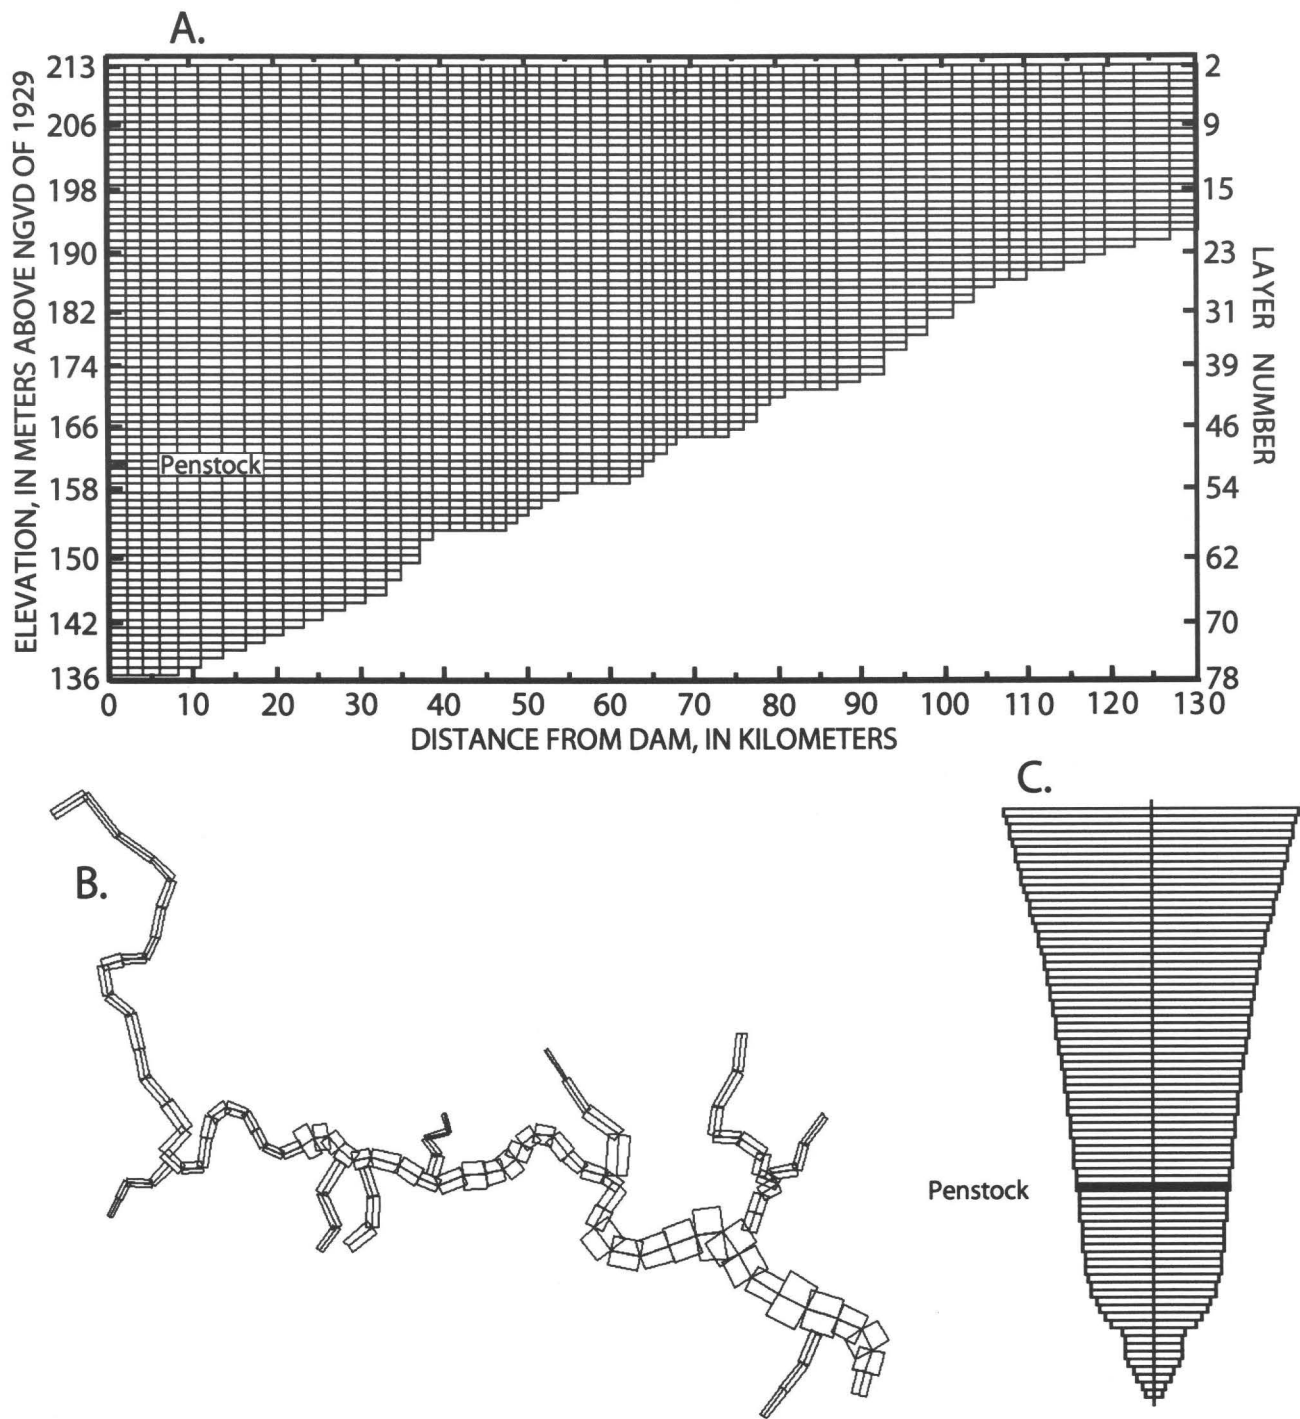 A.
ELEVATION, IN METERS ABOVE NGVD OF 1929
213
206
198
190
182
174
166
158
150
142
136
2
9
15
23
31
39
46
54
62
70
78
LAYER NUMBER
Penstock
0 10 20 30 40 50 60 70 80 90 100 110 120 130
DISTANCE FROM DAM, IN KILOMETERS
B.
C.
Penstock